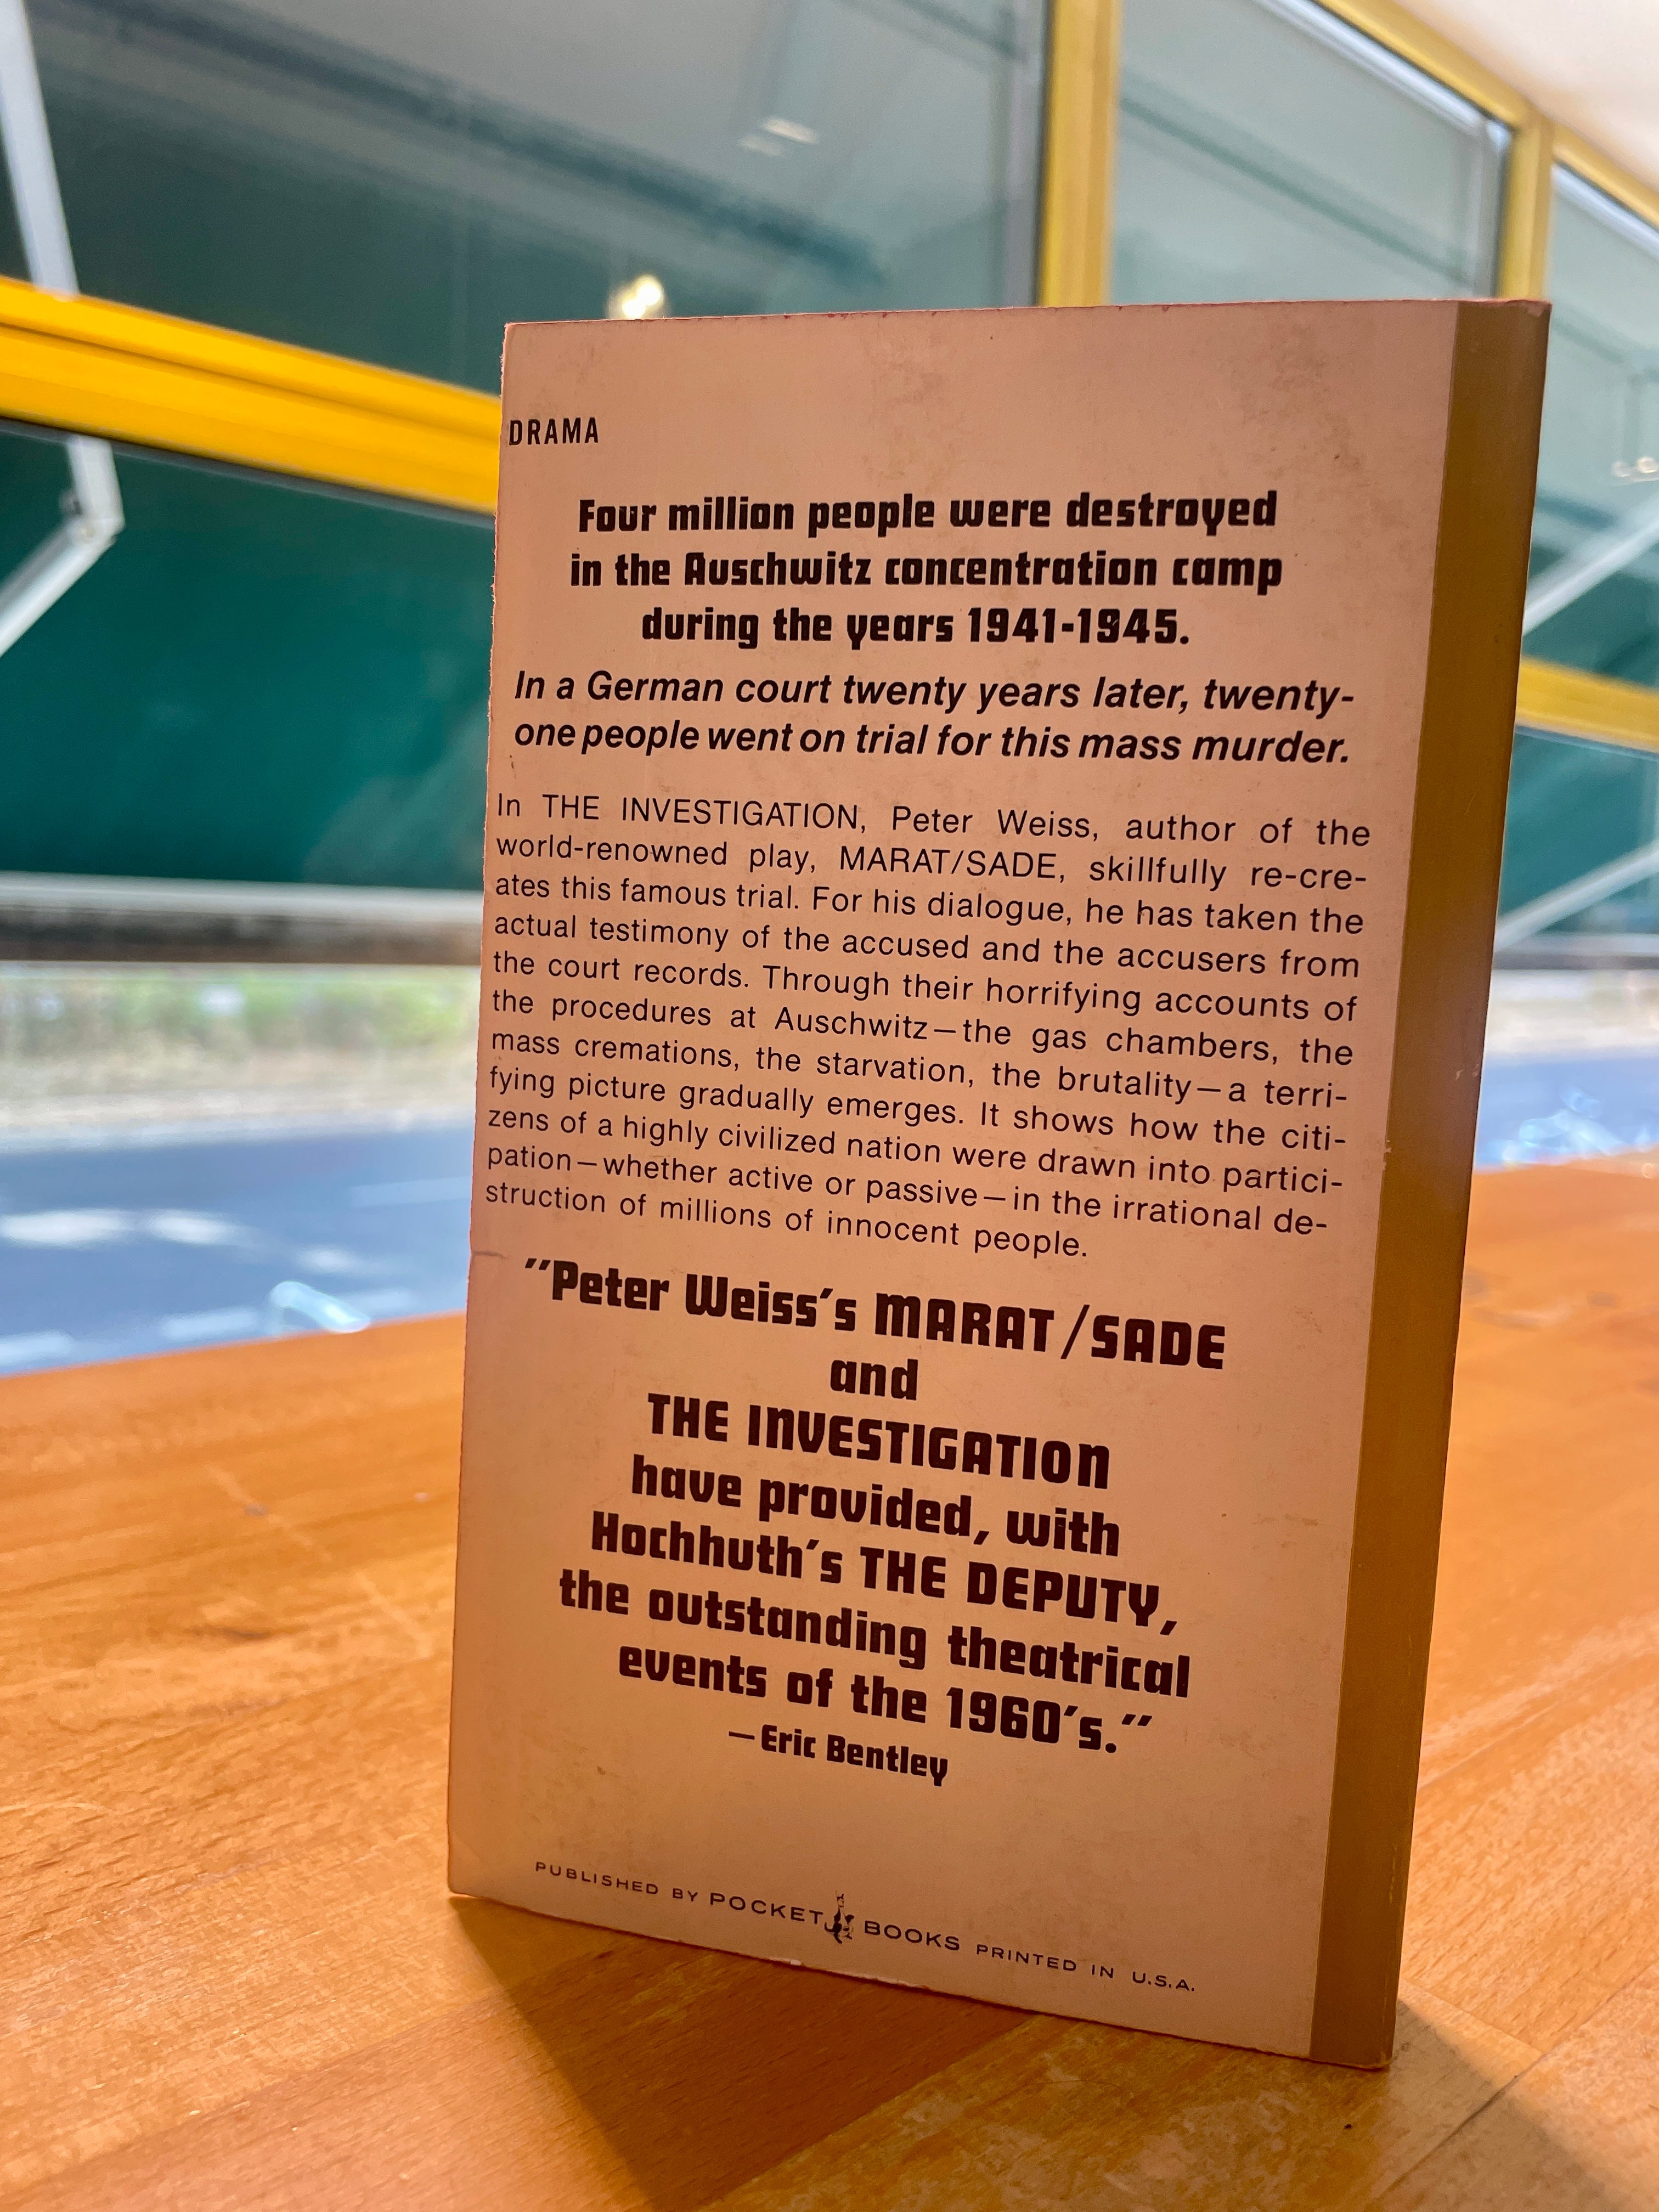 DRAMA
Four million people were destroyed
in the Auschwitz concentration camp
during the years 1941-1945.
In a German court twenty years later, twenty-
one people went on trial for this mass murder.
In THE INVESTIGATION, Peter Weiss, author of the
world-renowned play, MARAT/SADE, skillfully re-cre-
ates this famous trial. For his dialogue, he has taken the
actual testimony of the accused and the accusers from
the court records. Through their horrifying accounts of
the procedures at Auschwitz—the gas chambers, the
mass cremations, the starvation, the brutality—a terri-
fying picture gradually emerges. It shows how the citi-
zens of a highly civilized nation were drawn into partici-
pation—whether active or passive—in the irrational de-
struction of millions of innocent people.
"Peter Weiss's MARAT/SADE
and
THE INVESTIGATION
have provided, with
Hochhuth's THE DEPUTY,
the outstanding theatrical
events of the 1960's."
—Eric Bentley
PUBLISHED BY POCKET BOOKS PRINTED IN U.S.A.